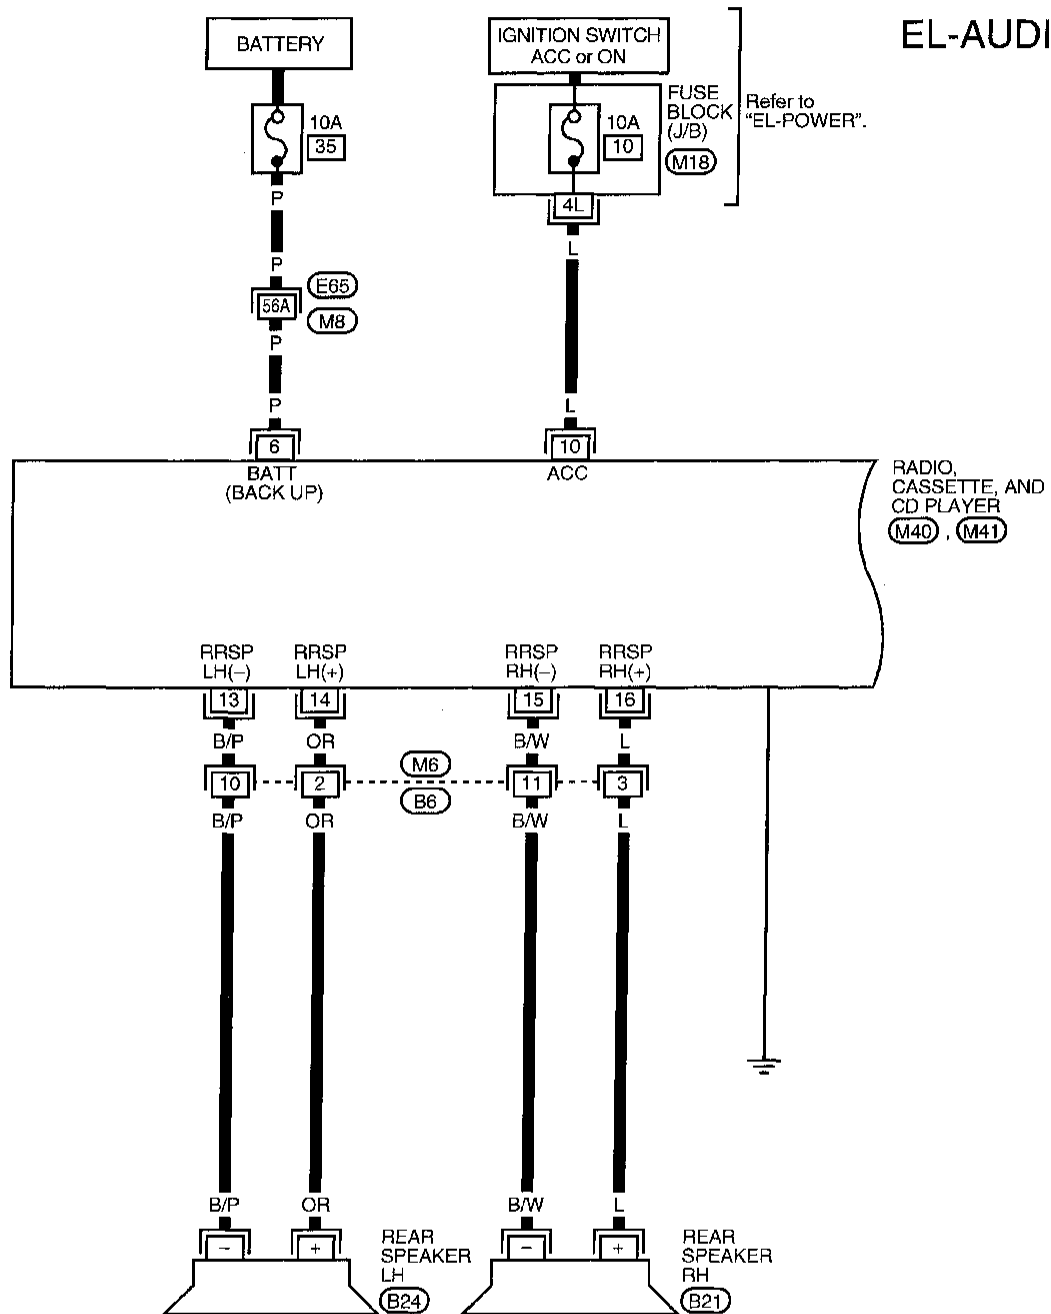 EL-AUDI
BATTERY
IGNITION SWITCH
ACC or ON
10A
35
10A
10
FUSE
BLOCK
(J/B)
M18
Refer to
"EL-POWER".
P
4L
L
P
E65
56A
M8
P
P
L
6
10
BATT
(BACK UP)
ACC
RADIO,
CASSETTE, AND
CD PLAYER
M40 , M41
RRSP
LH(−)
RRSP
LH(+)
RRSP
RH(−)
RRSP
RH(+)
13
14
15
16
B/P
OR
B/W
L
M6
10
2
11
3
B6
B/P
OR
B/W
L
B/P
OR
B/W
L
−
+
−
+
REAR
SPEAKER
LH
B24
REAR
SPEAKER
RH
B21